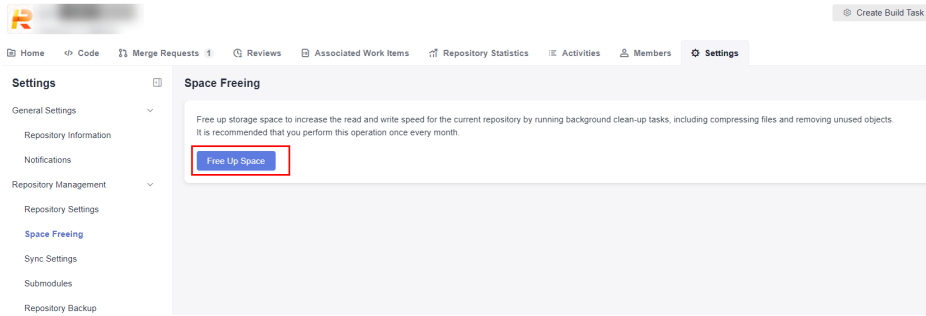 Create Build Task
Home Code Merge Requests 1 Reviews Associated Work Items Repository Statistics Activities Members Settings
Settings
General Settings
Repository Information
Notifications
Repository Management
Repository Settings
Space Freeing
Sync Settings
Submodules
Repository Backup
Space Freeing
Free up storage space to increase the read and write speed for the current repository by running background clean-up tasks, including compressing files and removing unused objects.
It is recommended that you perform this operation once every month.
Free Up Space